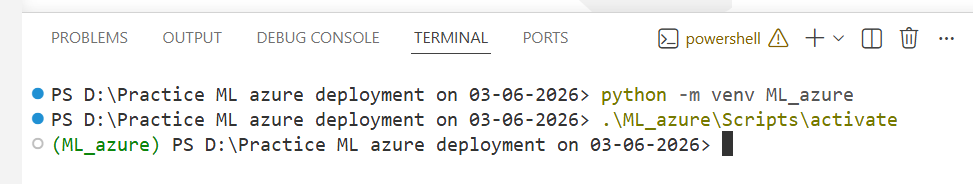 PROBLEMS OUTPUT DEBUG CONSOLE TERMINAL PORTS powershell
PS D:\Practice ML azure deployment on 03-06-2026> python -m venv ML_azure
PS D:\Practice ML azure deployment on 03-06-2026> .\ML_azure\Scripts\activate
(ML_azure) PS D:\Practice ML azure deployment on 03-06-2026>